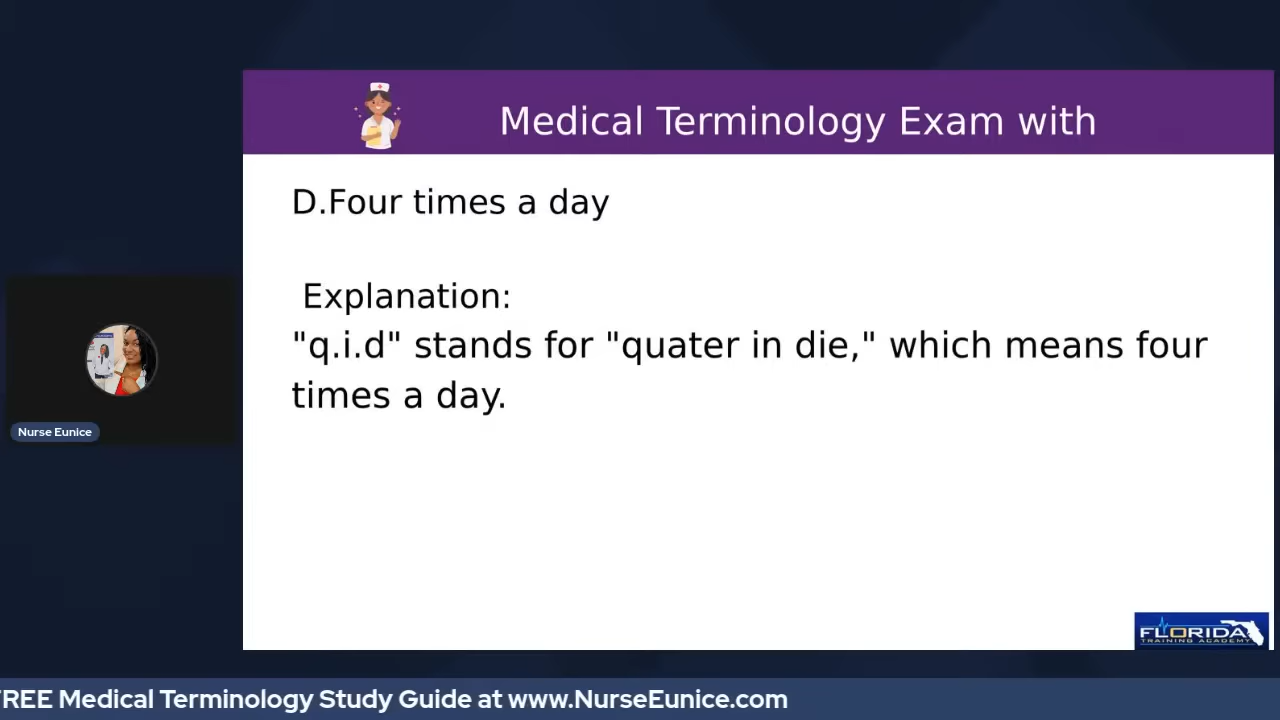 Medical Terminology Exam with
D.Four times a day
Explanation:
"q.i.d" stands for "quater in die," which means four
times a day.
Nurse Eunice
FLORIDA
TRAINING ACADEMY
FREE Medical Terminology Study Guide at www.NurseEunice.com